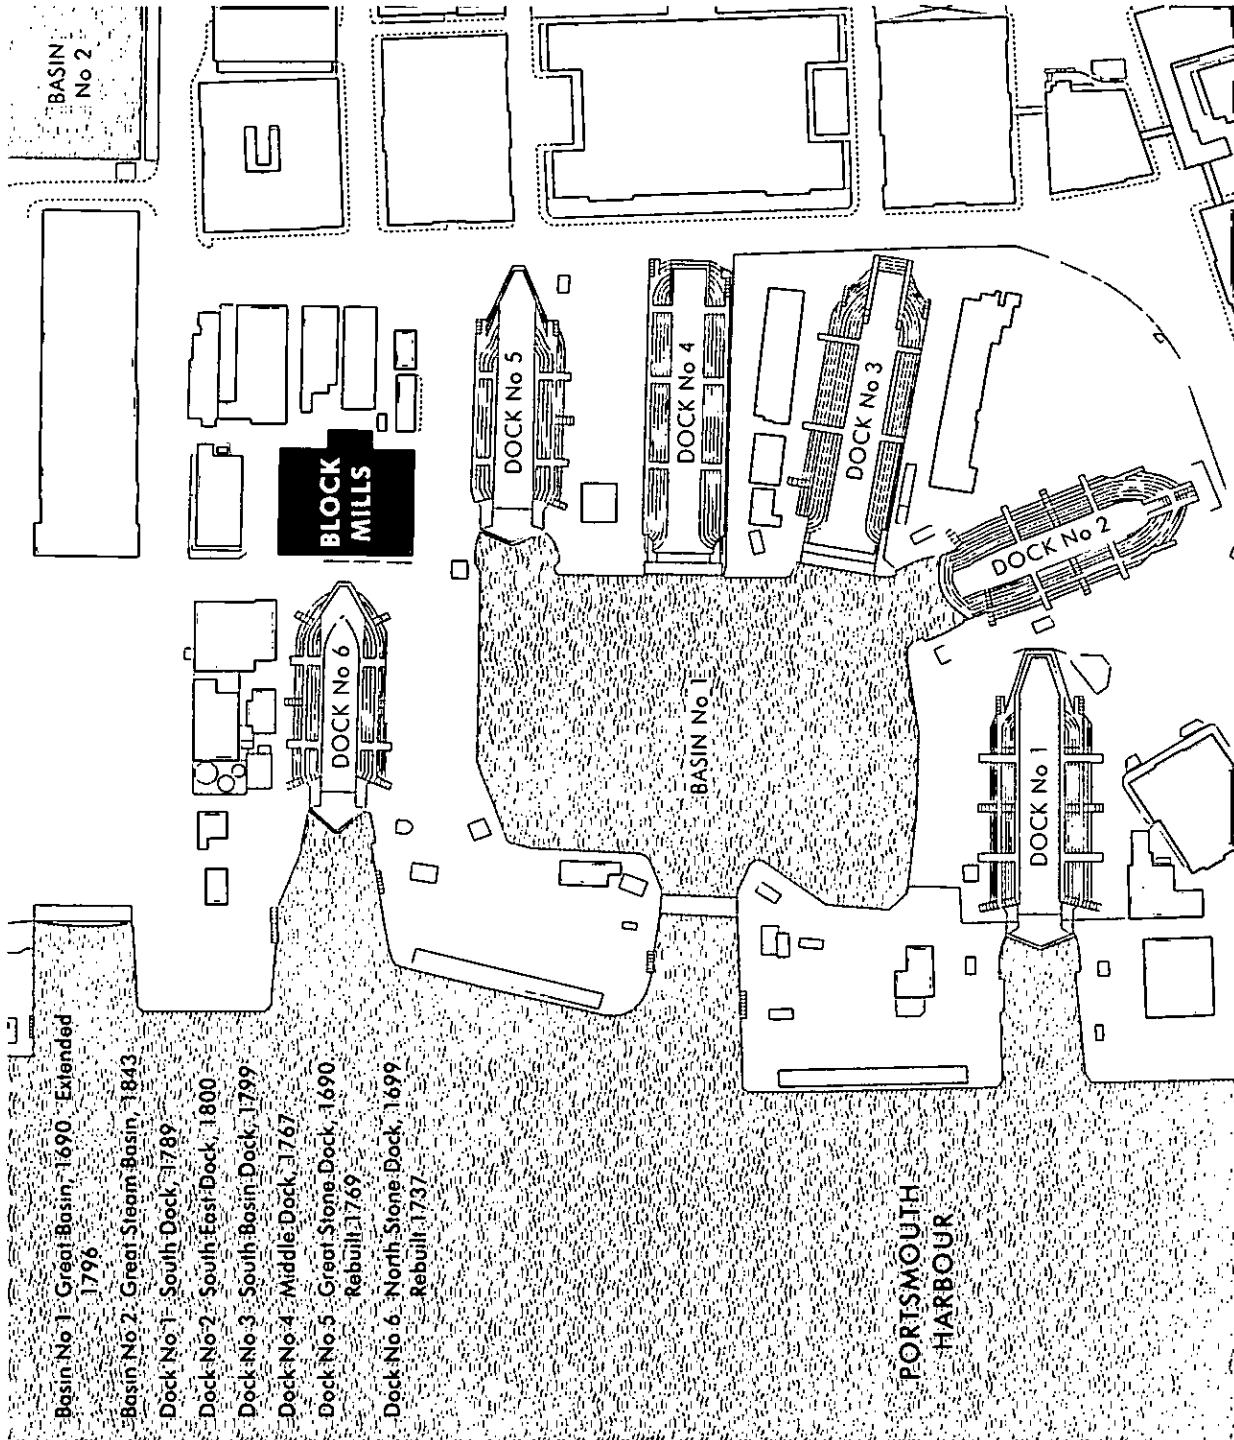 Basin No 1 Great Basin, 1690. Extended
1796
Basin No 2 Great Steam Basin, 1843
Dock No 1 South Dock, 1789
Dock No 2 South East Dock, 1800
Dock No 3 South Basin Dock, 1799
Dock No 4 Middle Dock, 1767
Dock No 5 Great Stone Dock, 1690
Rebuilt 1769
Dock No 6 North Stone Dock, 1699
Rebuilt 1737
BASIN
No 2
BLOCK
MILLS
DOCK No 6
DOCK No 5
DOCK No 4
DOCK No 3
DOCK No 2
DOCK No 1
BASIN No 1
PORTSMOUTH
HARBOUR